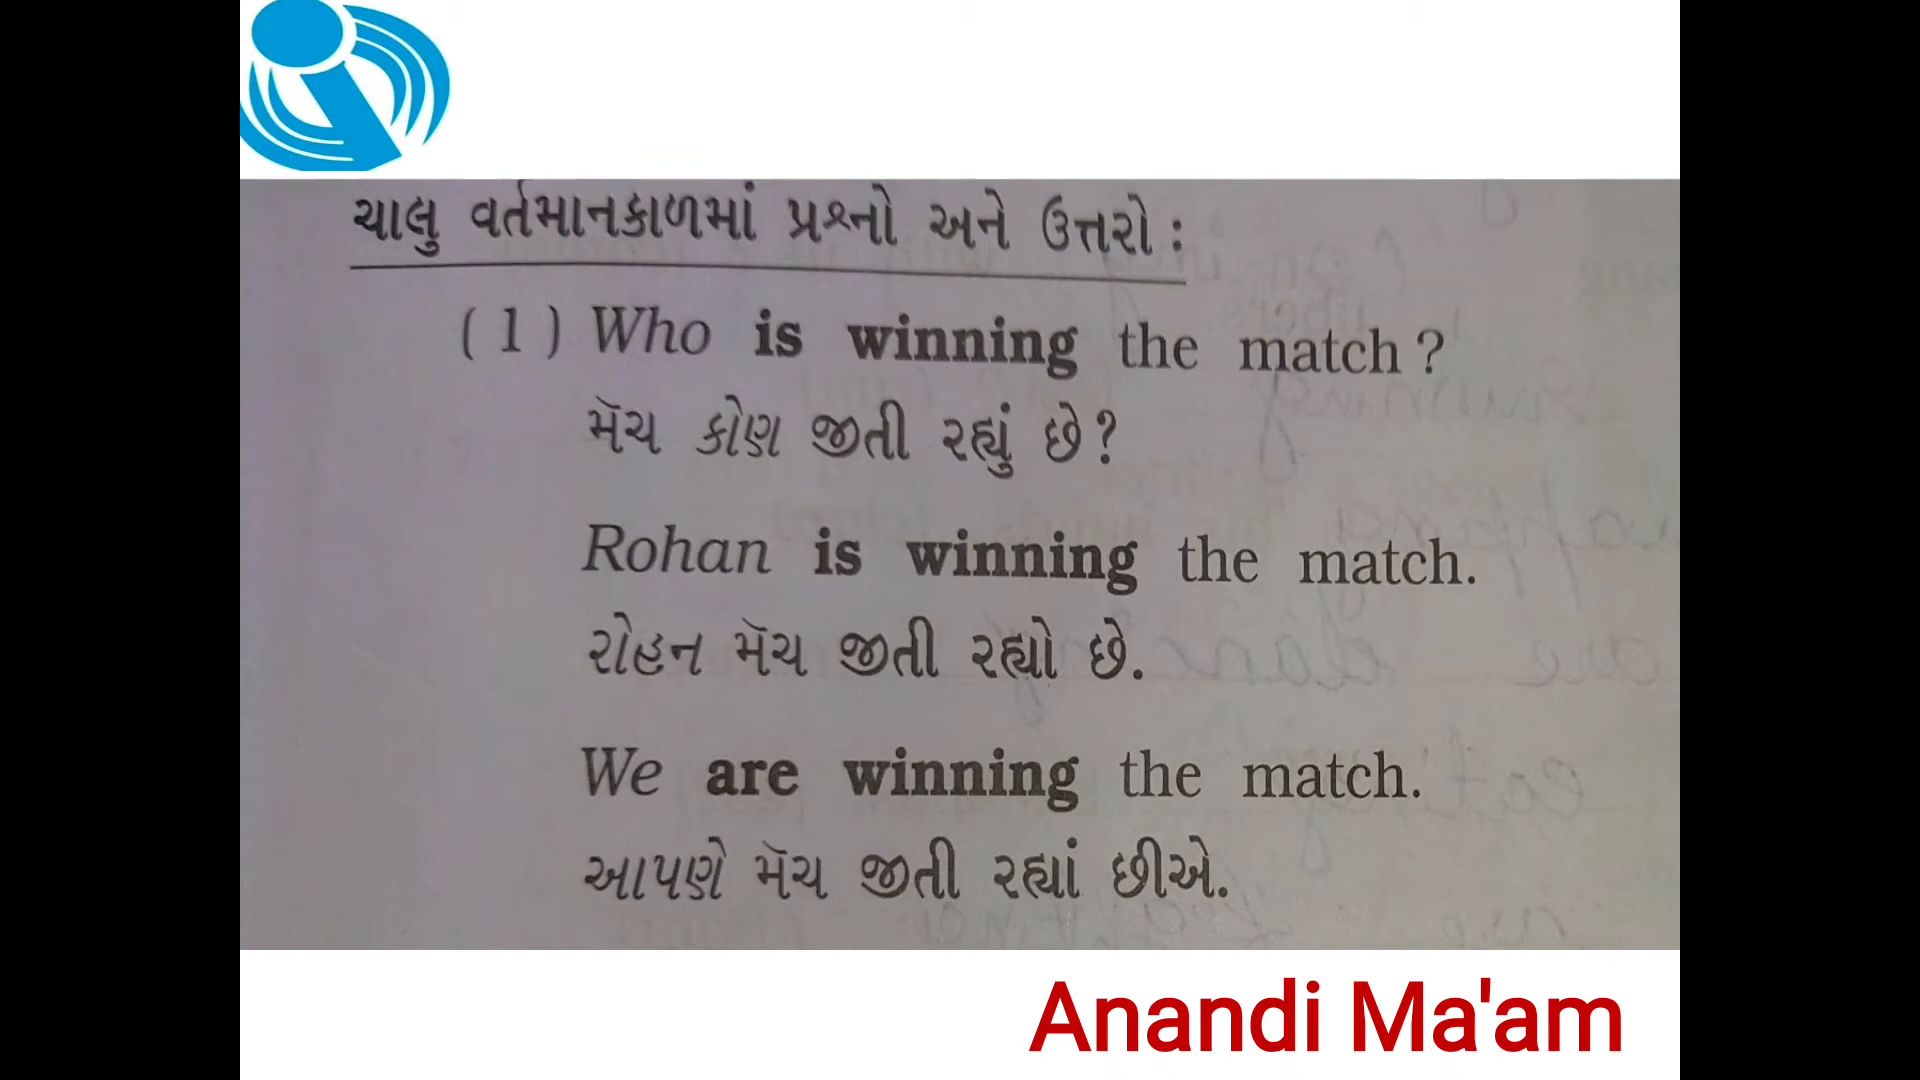 ચાલુ વર્તમાનકાળમાં પ્રશ્નો અને ઉત્તરો :
( 1 ) Who is winning the match ?
મૅચ કોણ જીતી રહ્યું છે?
Rohan is winning the match.
રોહન મૅચ જીતી રહ્યો છે.
We are winning the match.
આપણે મૅચ જીતી રહ્યાં છીએ.
Anandi Ma'am